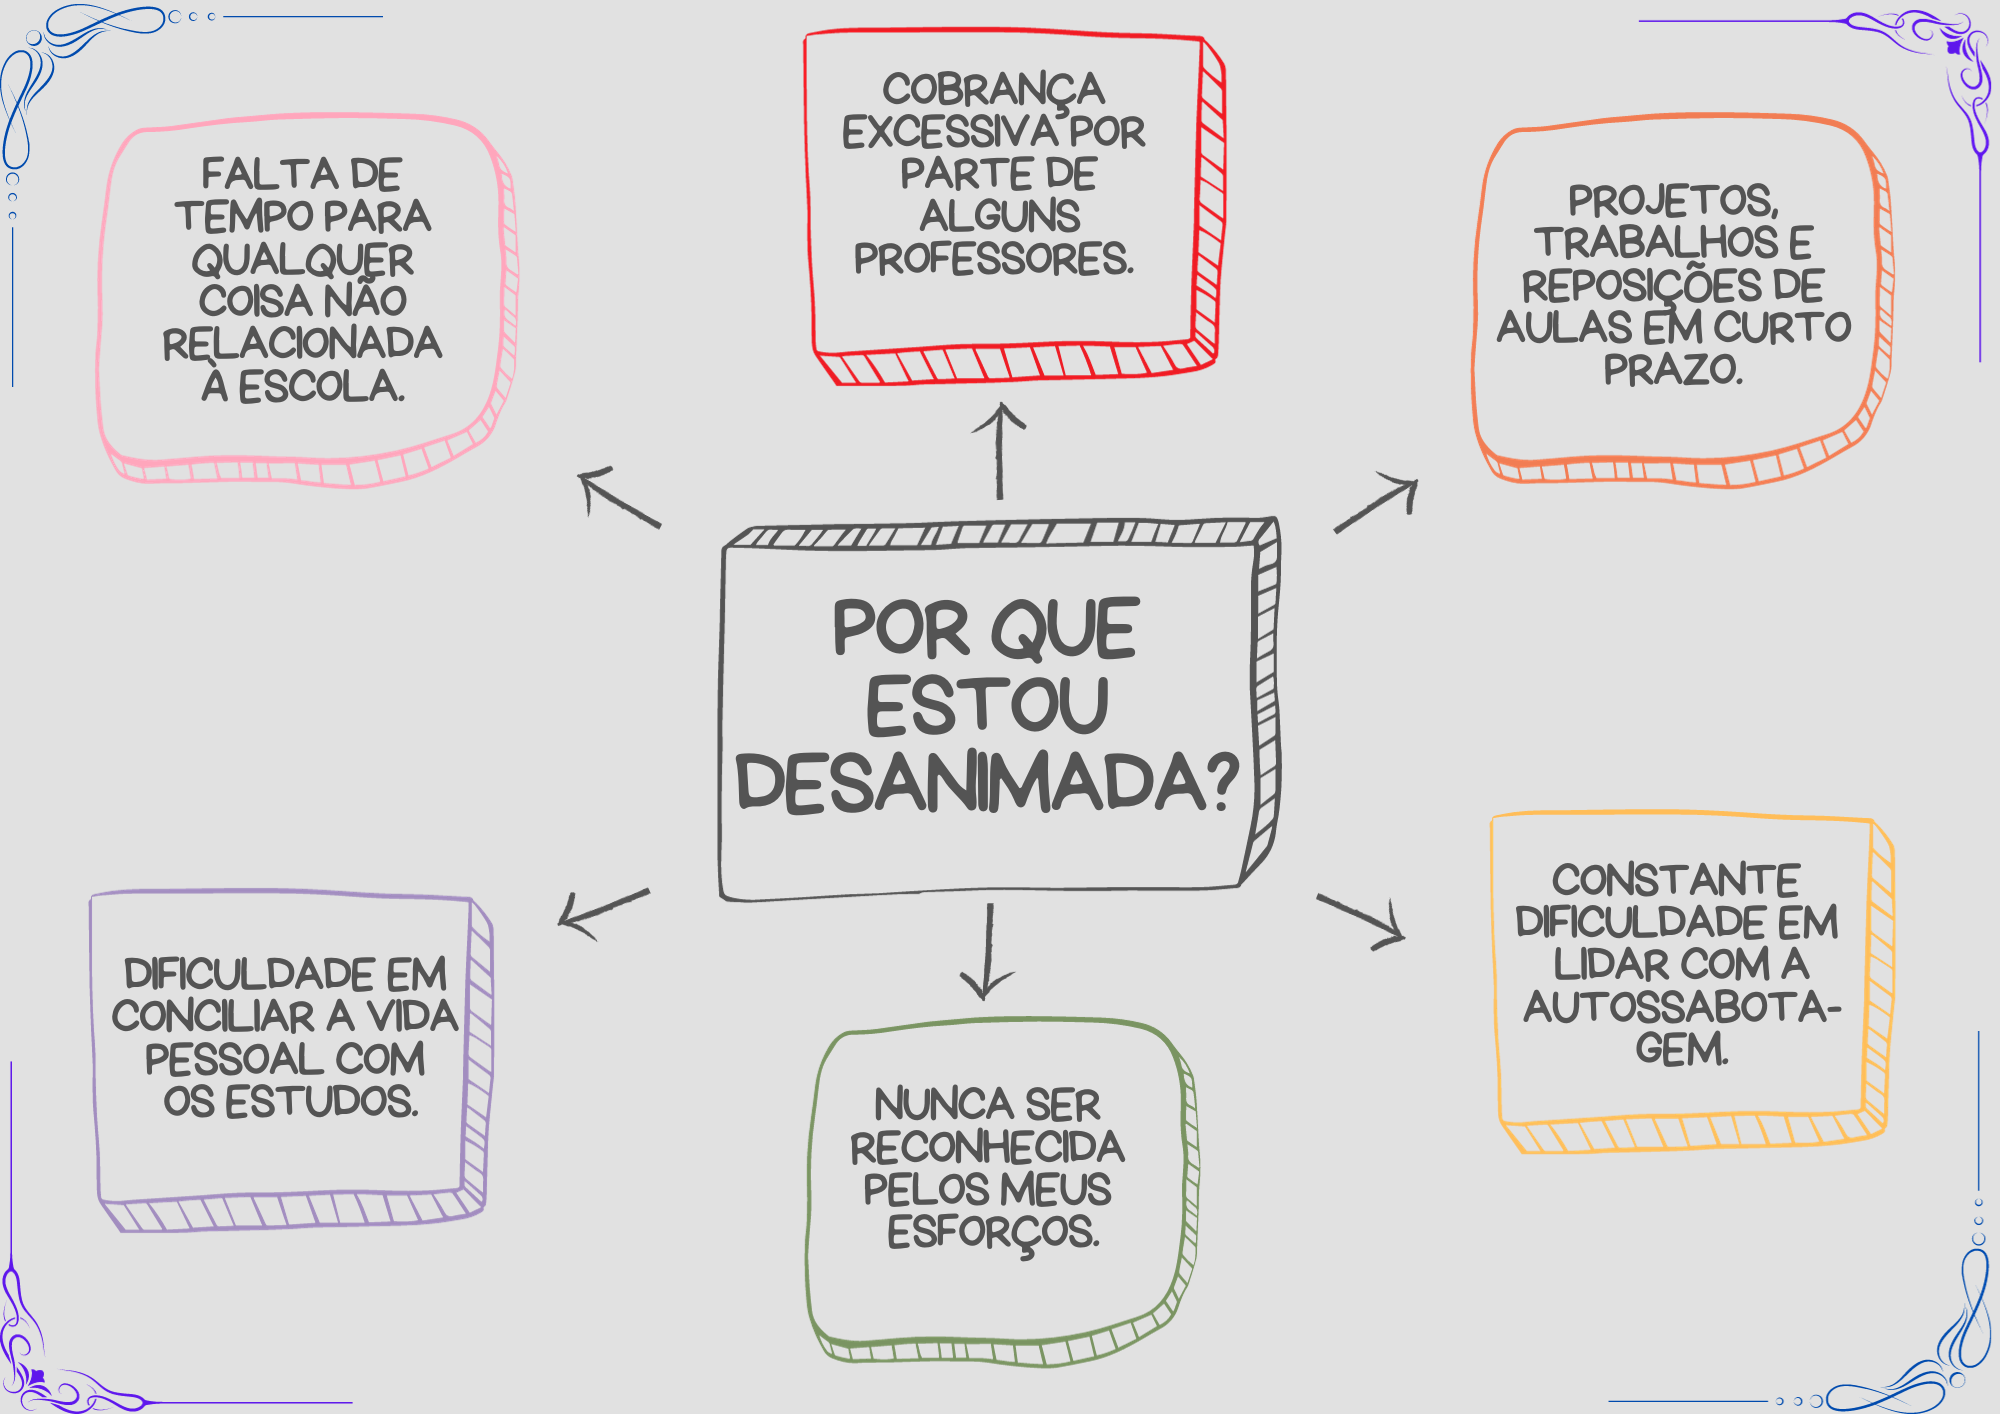 COBRANÇA
EXCESSIVA POR
PARTE DE
ALGUNS
PROFESSORES.
FALTA DE
TEMPO PARA
QUALQUER
COISA NÃO
RELACIONADA
À ESCOLA.
PROJETOS,
TRABALHOS E
REPOSIÇÕES DE
AULAS EM CURTO
PRAZO.
POR QUE
ESTOU
DESANIMADA?
DIFICULDADE EM
CONCILIAR A VIDA
PESSOAL COM
OS ESTUDOS.
NUNCA SER
RECONHECIDA
PELOS MEUS
ESFORÇOS.
CONSTANTE
DIFICULDADE EM
LIDAR COM A
AUTOSSABOTA-
GEM.